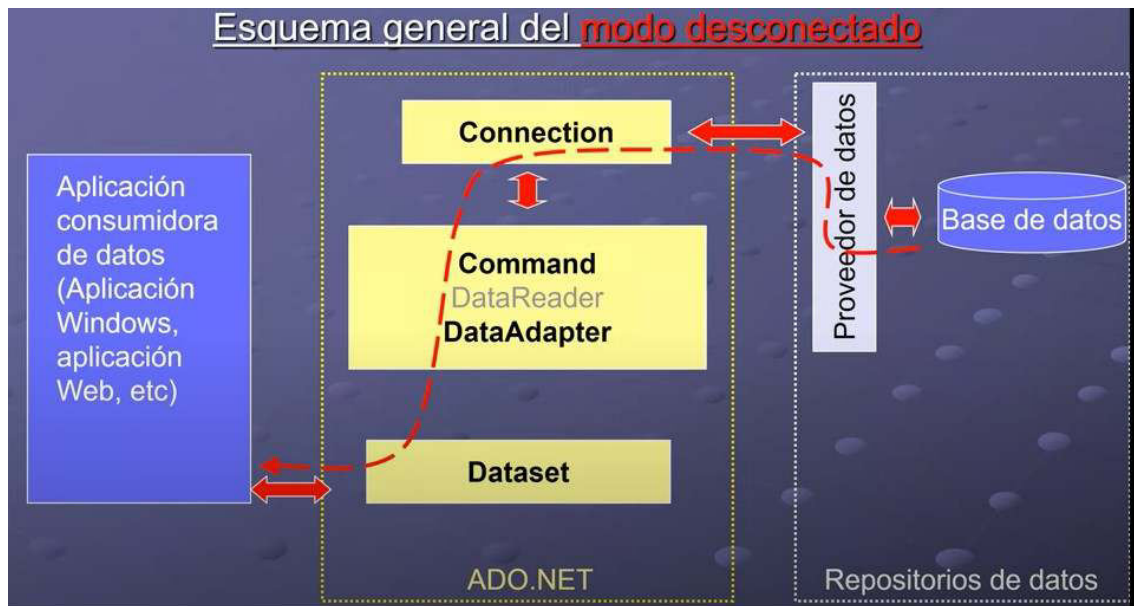 Esquema general del modo desconectado
Aplicación
consumidora
de datos
(Aplicación
Windows,
aplicación
Web, etc)
Connection
Command
DataReader
DataAdapter
Dataset
ADO.NET
Proveedor de datos
Base de datos
Repositorios de datos